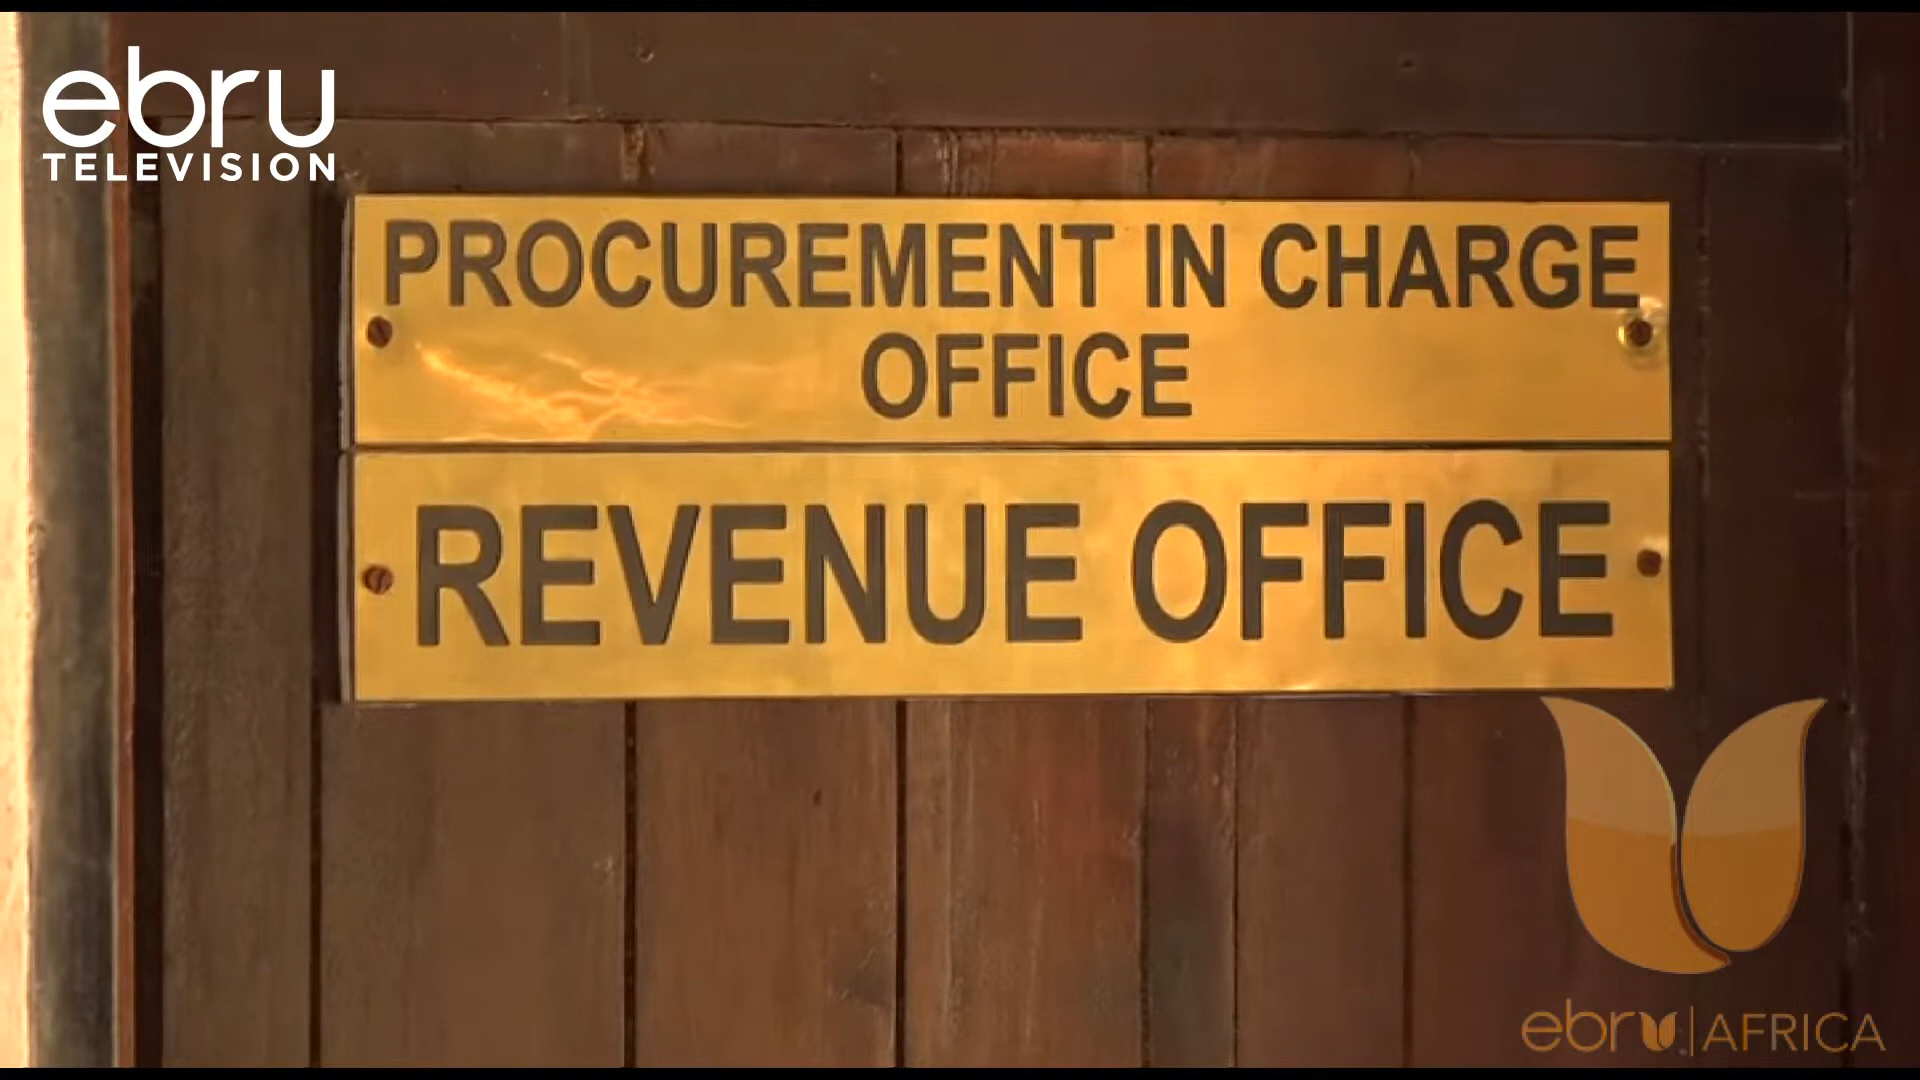 ebru
TELEVISION
PROCUREMENT IN CHARGE
OFFICE
REVENUE OFFICE
ebru | AFRICA